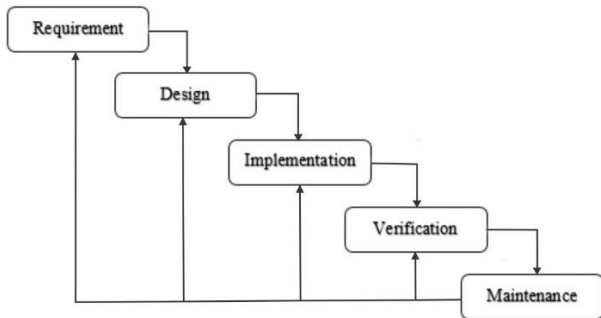 Requirement
Design
Implementation
Verification
Maintenance